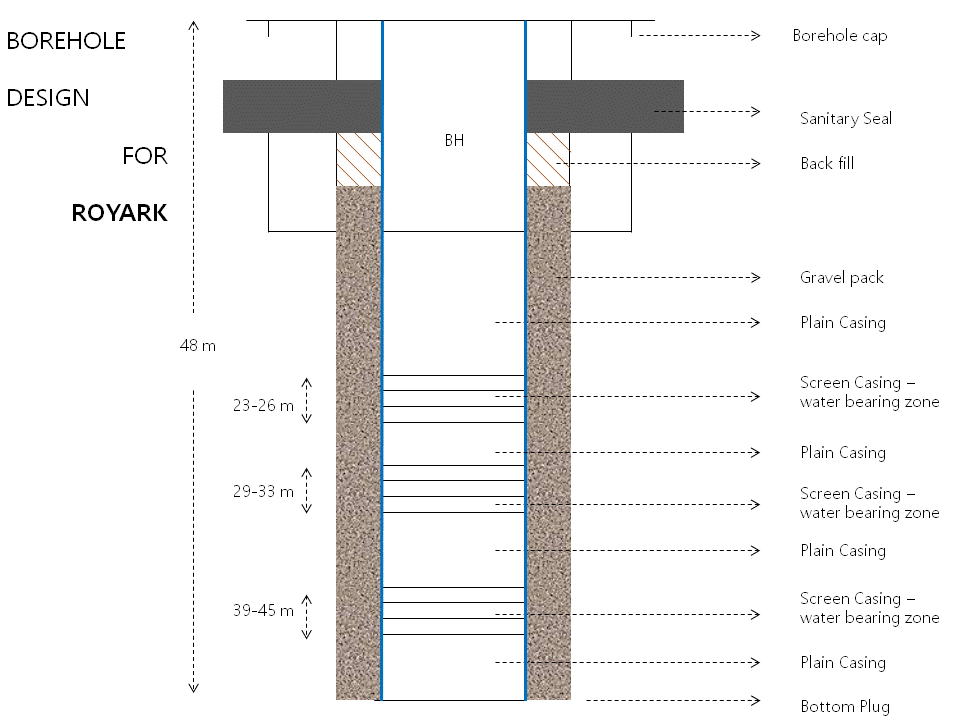 BOREHOLE
DESIGN
FOR
ROYARK
48 m
23-26 m
29-33 m
39-45 m
BH
Borehole cap
Sanitary Seal
Back fill
Gravel pack
Plain Casing
Screen Casing –
water bearing zone
Plain Casing
Screen Casing –
water bearing zone
Plain Casing
Screen Casing –
water bearing zone
Plain Casing
Bottom Plug